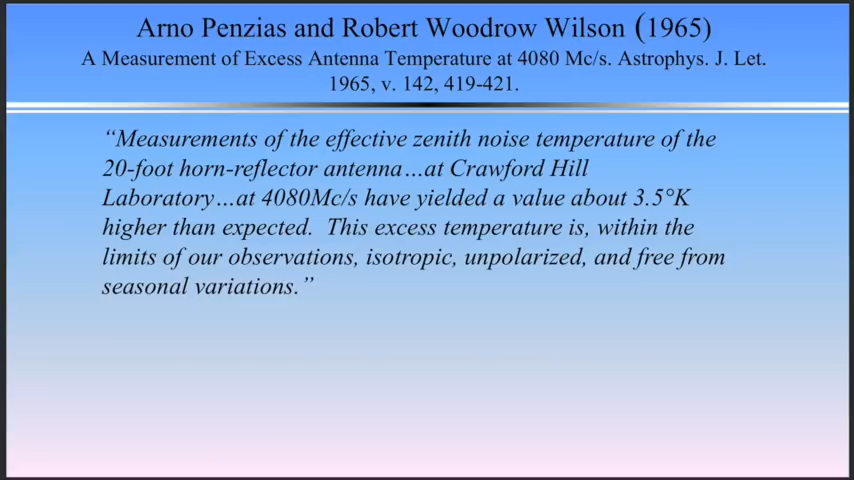 Arno Penzias and Robert Woodrow Wilson (1965)
A Measurement of Excess Antenna Temperature at 4080 Mc/s. Astrophys. J. Let.
1965, v. 142, 419-421.
“Measurements of the effective zenith noise temperature of the
20-foot horn-reflector antenna…at Crawford Hill
Laboratory…at 4080Mc/s have yielded a value about 3.5°K
higher than expected.  This excess temperature is, within the
limits of our observations, isotropic, unpolarized, and free from
seasonal variations.”